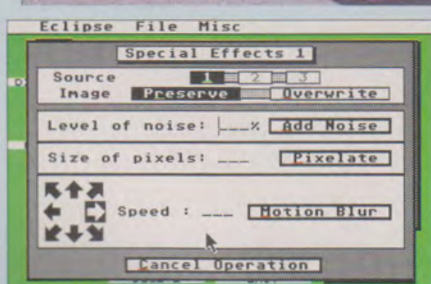 Eclipse File Misc
Special Effects 1
Source 1 2 3
Image Preserve Overwrite
Level of noise: ___% Add Noise
Size of pixels: ___ Pixelate
Speed : ___ Motion Blur
Cancel Operation